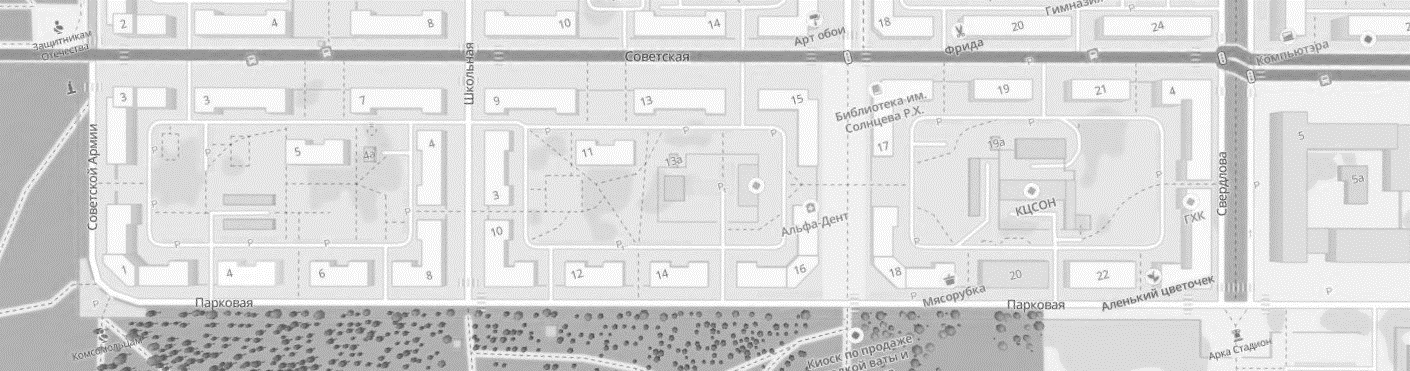 2
4
8
10
14
18
20
24
2
Гимназия
Защитникам
Отечества
Арт обои
Фрида
Компьютэра
Советская
Школьная
3
3
7
9
13
15
19
21
4
Библиотека им.
Солнцева Р.Х.
P
P
P
P
5
Советской Армии
P
P
5
4а
4
11
13а
17
19а
Свердлова
P
P
P
5а
3
P
P
КЦСОН
ГХК
10
Альфа-Дент
P
P
P
P
1
4
6
8
12
14
16
18
20
22
P
Мясорубка
Аленький цветочек
P
Парковая
Парковая
Комсомольцам
Киоск по продаже
Арка Стадион